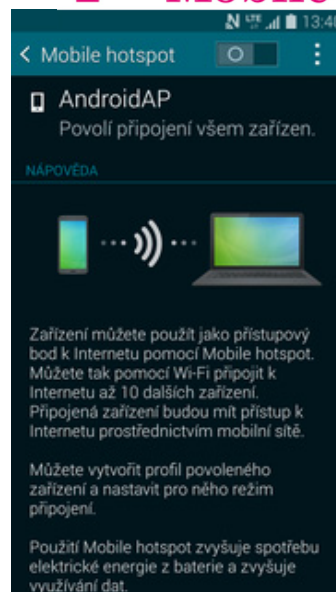 LTE 13:40
Mobile hotspot
AndroidAP
Povolí připojení všem zařízen.
NÁPOVĚDA
Zařízení můžete použít jako přístupový
bod k Internetu pomocí Mobile hotspot.
Můžete tak pomocí Wi-Fi připojit k
Internetu až 10 dalších zařízení.
Připojená zařízení budou mít přístup k
Internetu prostřednictvím mobilní sítě.
Můžete vytvořit profil povoleného
zařízení a nastavit pro něho režim
připojení.
Použití Mobile hotspot zvyšuje spotřebu
elektrické energie z baterie a zvyšuje
využívání dat.